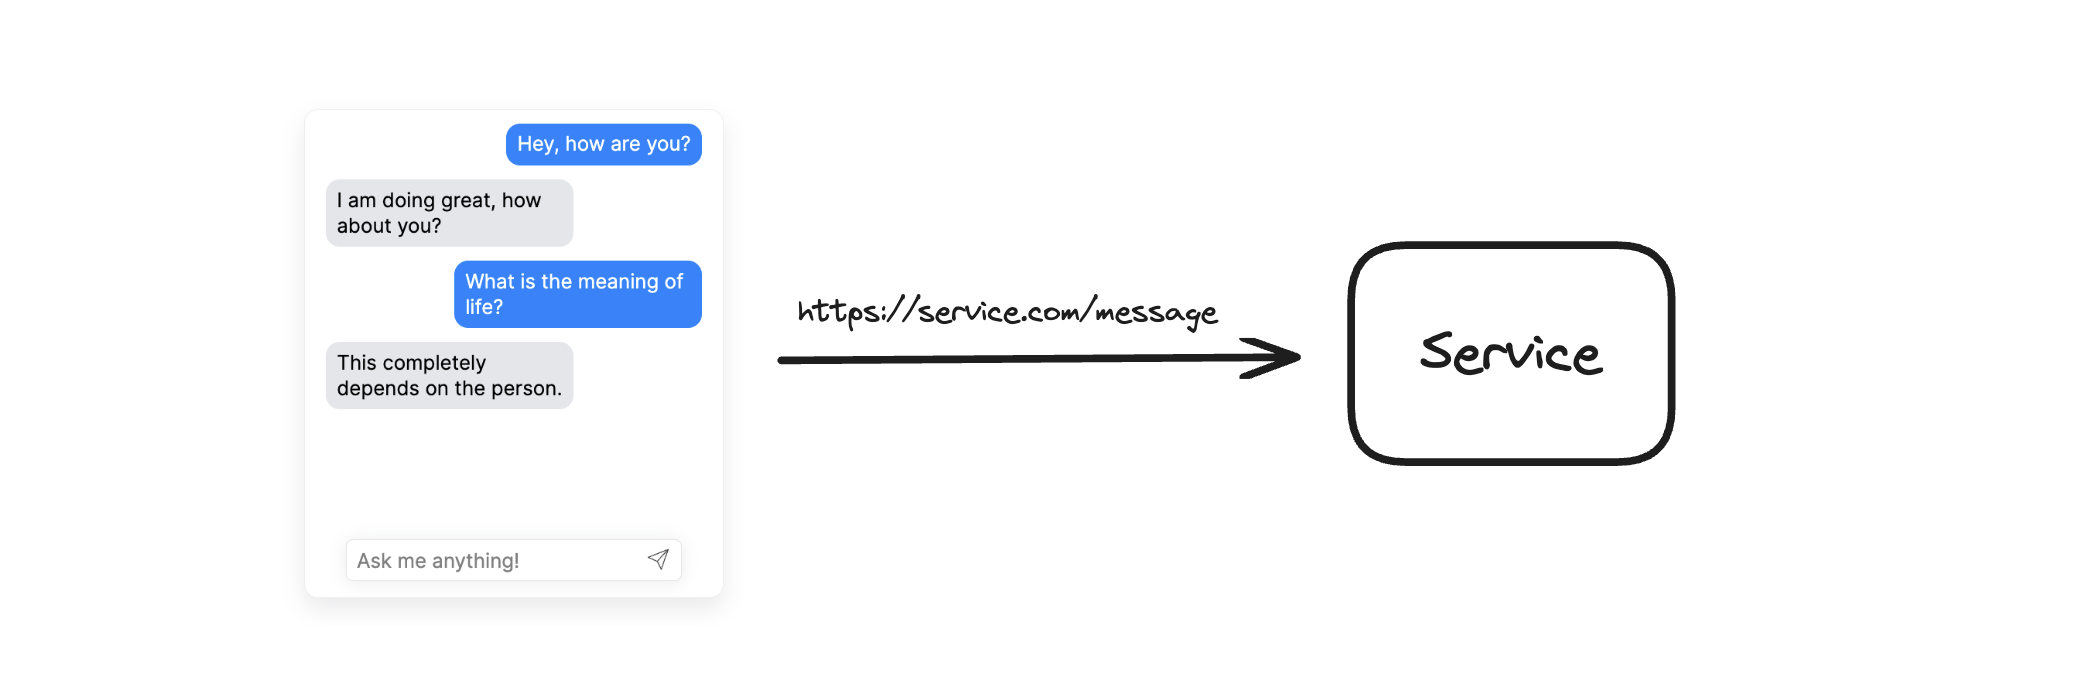 Hey, how are you?
I am doing great, how
about you?
What is the meaning of
life?
This completely
depends on the person.
Ask me anything!
https://service.com/message
Service